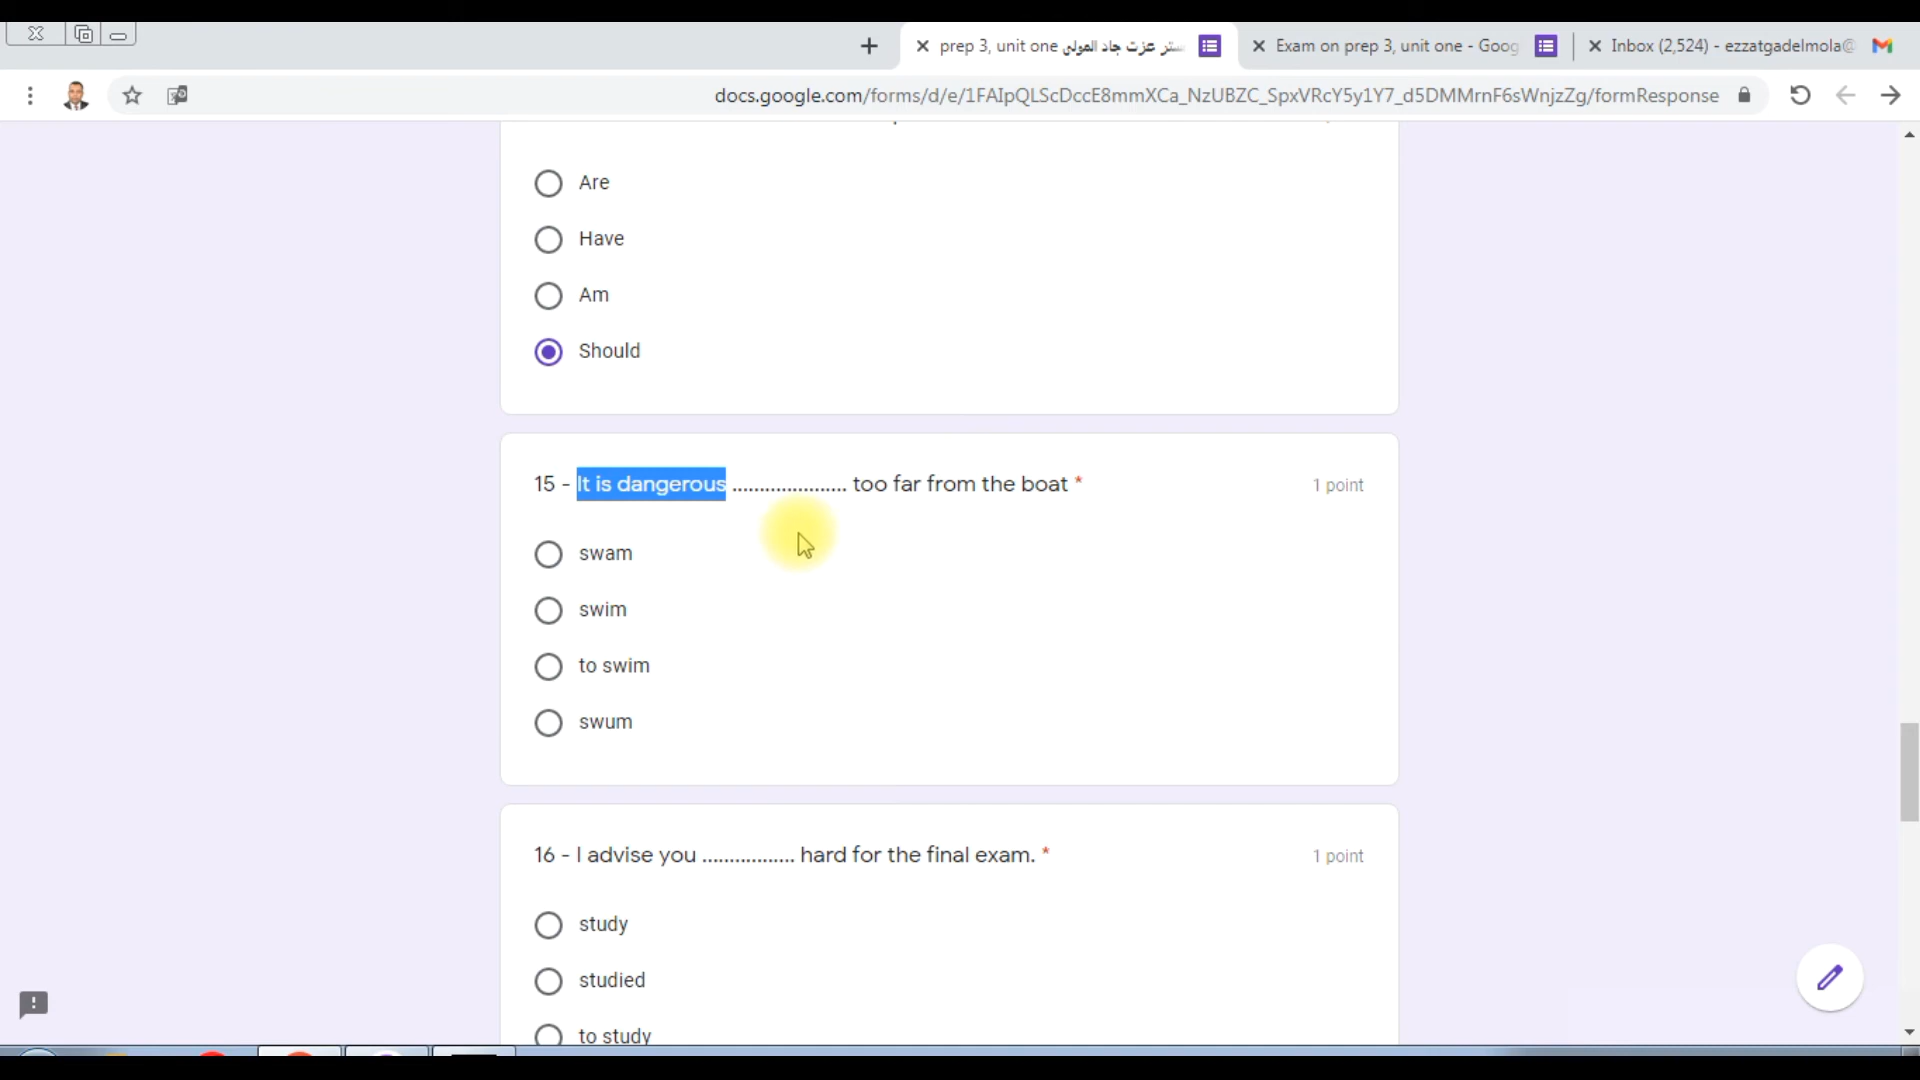 prep 3, unit one ستر عزت جاد المولى
Exam on prep 3, unit one - Goog
Inbox (2,524) - ezzatgadelmola@
docs.google.com/forms/d/e/1FAIpQLScDccE8mmXCa_NzUBZC_SpxVRcY5y1Y7_d5DMMrnF6sWnjzZg/formResponse
Are
Have
Am
Should
15 - It is dangerous ..................... too far from the boat *
1 point
swam
swim
to swim
swum
16 - I advise you ................. hard for the final exam. *
1 point
study
studied
to study